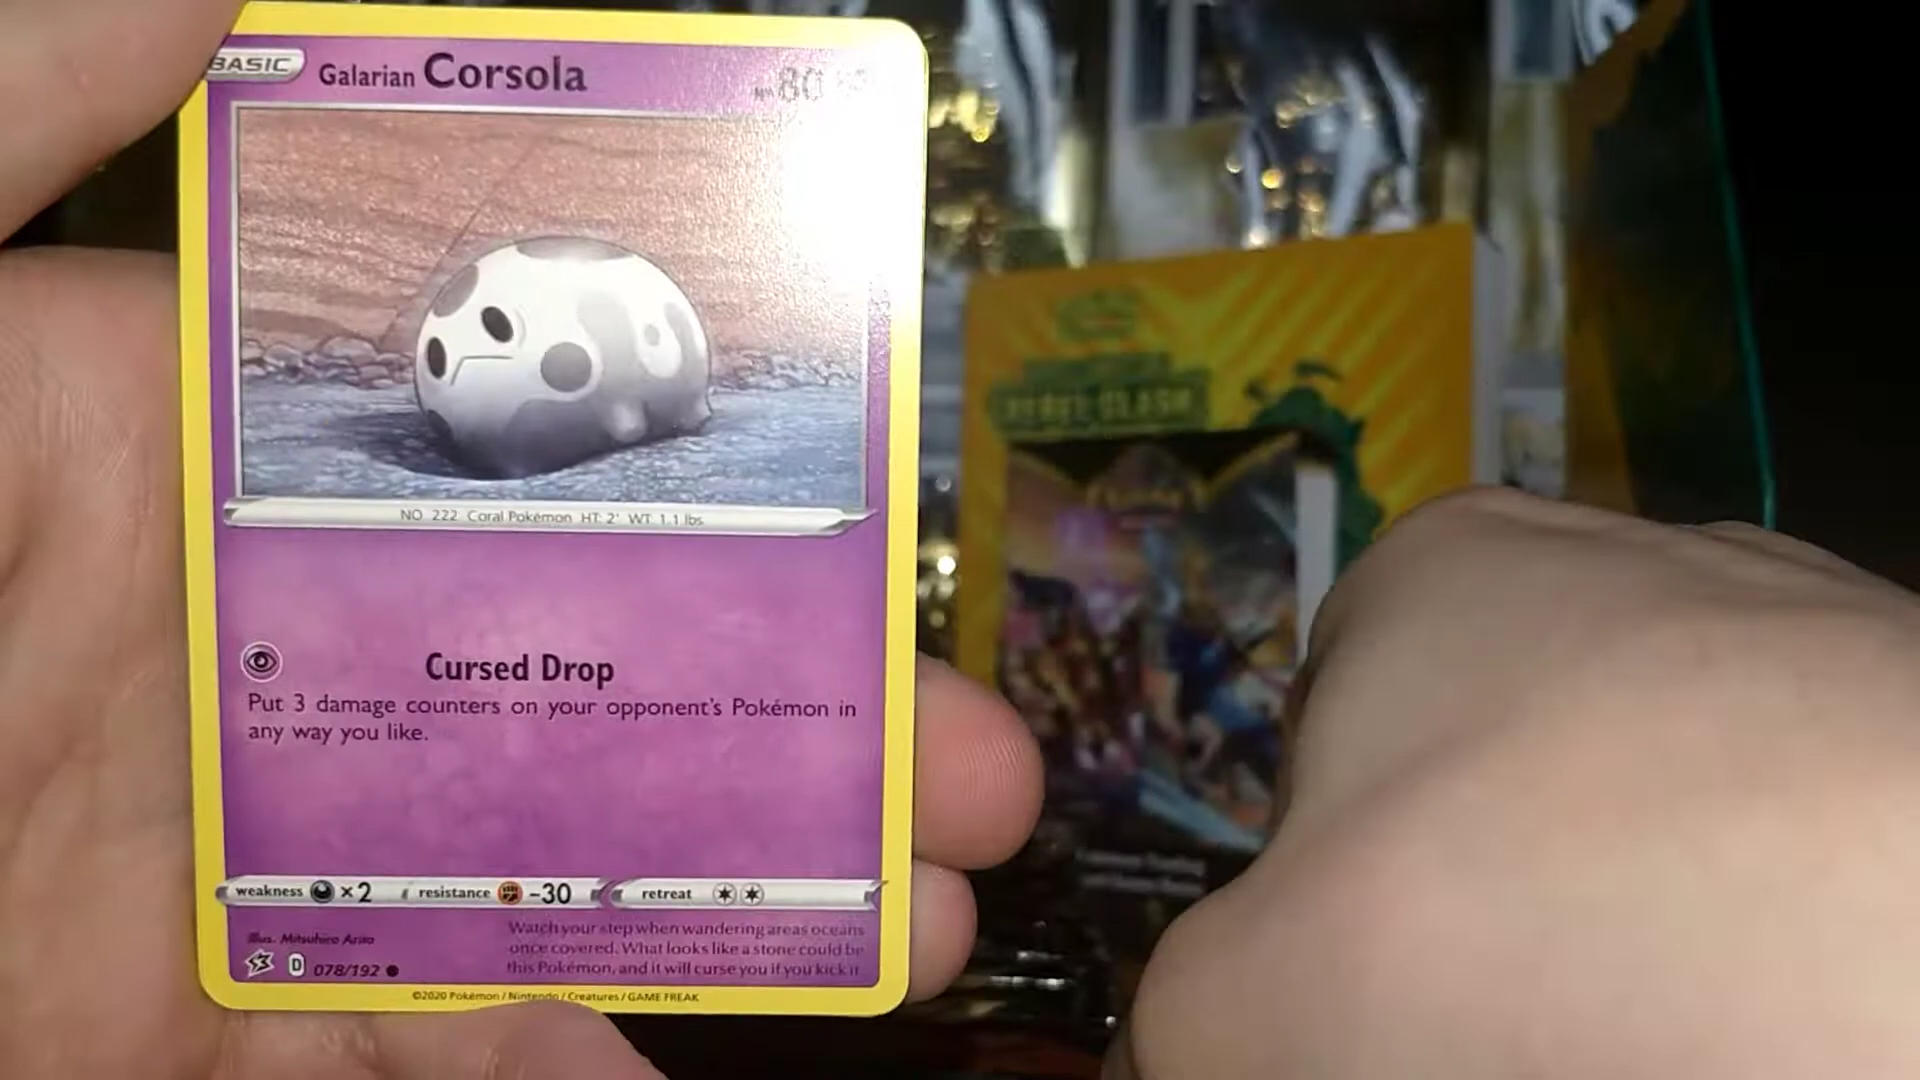 BASIC Galarian Corsola 80
NO. 222 Coral Pokémon HT: 2' WT: 1.1 lbs
Cursed Drop
Put 3 damage counters on your opponent's Pokémon in
any way you like.
weakness ×2 resistance -30 retreat
Illus. Mitsuhiro Arita
Watch your step when wandering areas oceans
once covered. What looks like a stone could be
this Pokémon, and it will curse you if you kick it.
D 078/192
©2020 Pokémon / Nintendo / Creatures / GAME FREAK
REBEL CLASH